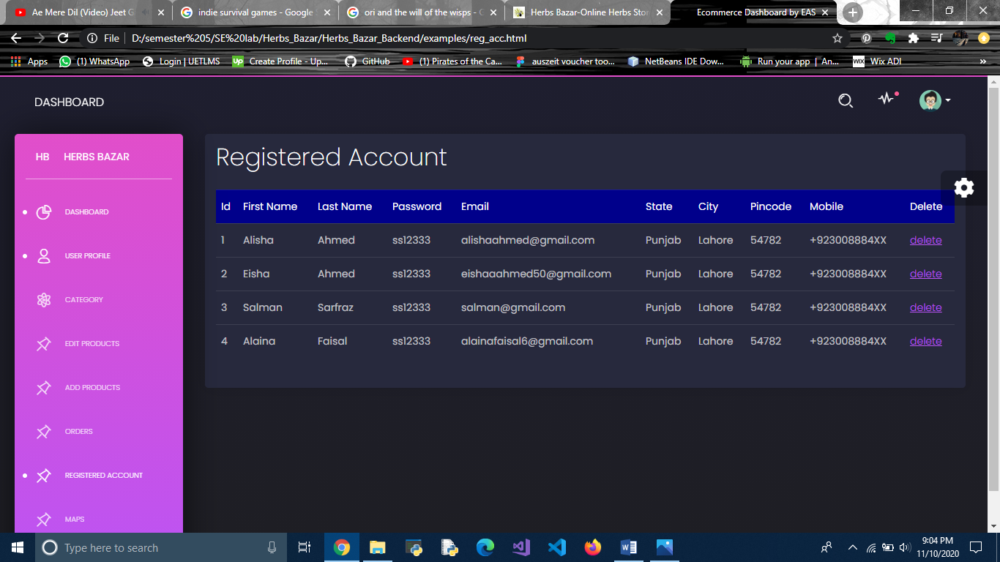 Ae Mere Dil (Video) Jeet G
indie survival games - Google
ori and the will of the wisps - G
Herbs Bazar-Online Herbs Stor
Ecommerce Dashboard by EAS
File D:/semester%205/SE%20lab/Herbs_Bazar/Herbs_Bazar_Backend/examples/reg_acc.html
Apps (1) WhatsApp Login | UETLMS Up Create Profile - Up... GitHub (1) Pirates of the Ca... auszeit voucher too... NetBeans IDE Dow... Run your app | An... WIX Wix ADI »
DASHBOARD
HB HERBS BAZAR
DASHBOARD
USER PROFILE
CATEGORY
EDIT PRODUCTS
ADD PRODUCTS
ORDERS
REGISTERED ACCOUNT
MAPS
Registered Account
Id First Name Last Name Password Email State City Pincode Mobile Delete
1 Alisha Ahmed ss12333 alishaahmed@gmail.com Punjab Lahore 54782 +923008884XX delete
2 Eisha Ahmed ss12333 eishaaahmed50@gmail.com Punjab Lahore 54782 +923008884XX delete
3 Salman Sarfraz ss12333 salman@gmail.com Punjab Lahore 54782 +923008884XX delete
4 Alaina Faisal ss12333 alainafaisal6@gmail.com Punjab Lahore 54782 +923008884XX delete
Type here to search
9:04 PM
11/10/2020